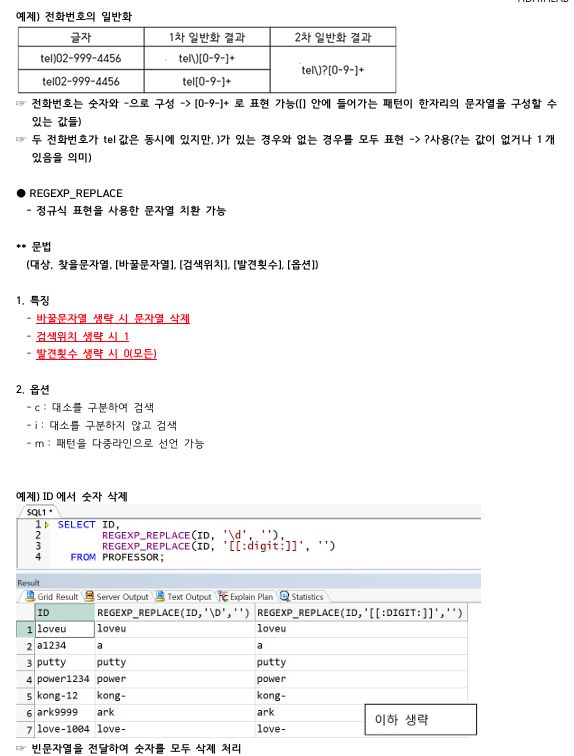 예제) 전화번호의 일반화
글자 1차 일반화 결과 2차 일반화 결과
tel)02-999-4456 tel\)[0-9-]+ tel\)?[0-9-]+
tel02-999-4456 tel[0-9-]+
☞ 전화번호는 숫자와 -으로 구성 -> [0-9-]+ 로 표현 가능([] 안에 들어가는 패턴이 한자리의 문자열을 구성할 수
있는 값들)
☞ 두 전화번호가 tel 값은 동시에 있지만, )가 있는 경우와 없는 경우를 모두 표현 -> ?사용(?는 값이 없거나 1 개
있음을 의미)
● REGEXP_REPLACE
- 정규식 표현을 사용한 문자열 치환 가능
** 문법
(대상, 찾을문자열, [바꿀문자열], [검색위치], [발견횟수], [옵션])
1. 특징
- 바꿀문자열 생략 시 문자열 삭제
- 검색위치 생략 시 1
- 발견횟수 생략 시 0(모든)
2. 옵션
- c : 대소를 구분하여 검색
- i : 대소를 구분하지 않고 검색
- m : 패턴을 다중라인으로 선언 가능
예제) ID 에서 숫자 삭제
SQL1 *
1 SELECT ID,
2 REGEXP_REPLACE(ID, '\d', ''),
3 REGEXP_REPLACE(ID, '[[:digit:]]', '')
4 FROM PROFESSOR;
Result
Grid Result Server Output Text Output Explain Plan Statistics
ID REGEXP_REPLACE(ID,'\D','') REGEXP_REPLACE(ID,'[[:DIGIT:]]','')
1 loveu loveu loveu
2 a1234 a a
3 putty putty putty
4 power1234 power power
5 kong-12 kong- kong-
6 ark9999 ark ark
7 love-1004 love- love-
이하 생략
☞ 빈문자열을 전달하여 숫자를 모두 삭제 처리